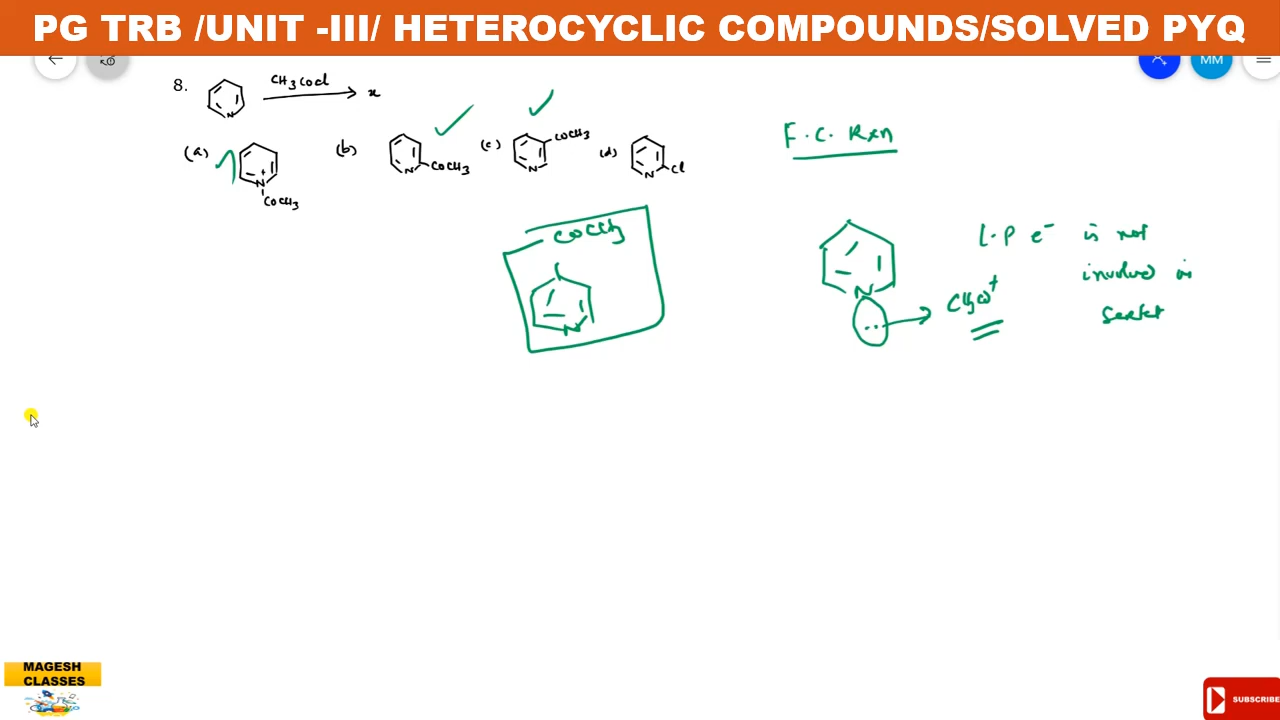 PG TRB /UNIT -III/ HETEROCYCLIC COMPOUNDS/SOLVED PYQ
MM
8.
N
CH3COCl
x
(a)
N
+
COCH3
(b)
N
COCH3
(c)
N
COCH3
(d)
N
Cl
F.C. Rxn
COCH3
N
N
CH3CO+
L.P e- is not
involved in
MAGESH
CLASSES
SUBSCRIBE